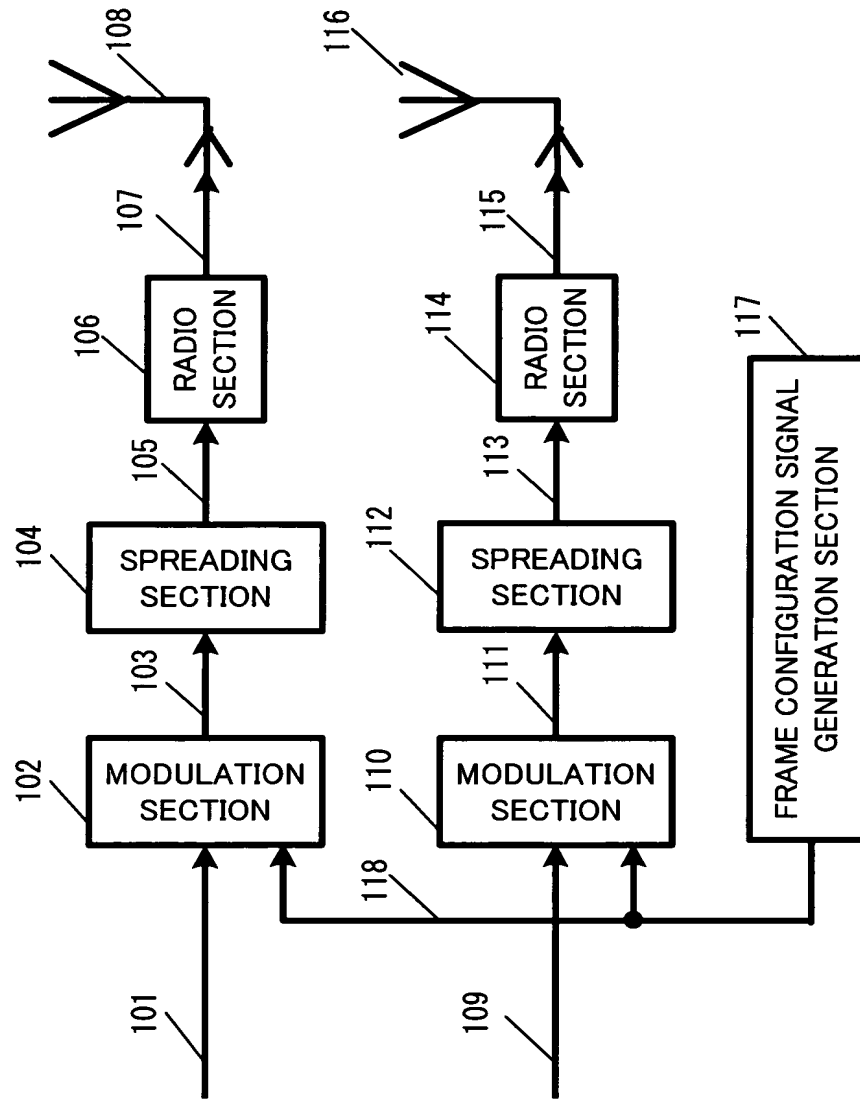 101
102
MODULATION
SECTION
103
104
SPREADING
SECTION
105
106
RADIO
SECTION
107
108
109
110
MODULATION
SECTION
111
112
SPREADING
SECTION
113
114
RADIO
SECTION
115
116
118
117
FRAME CONFIGURATION SIGNAL
GENERATION SECTION